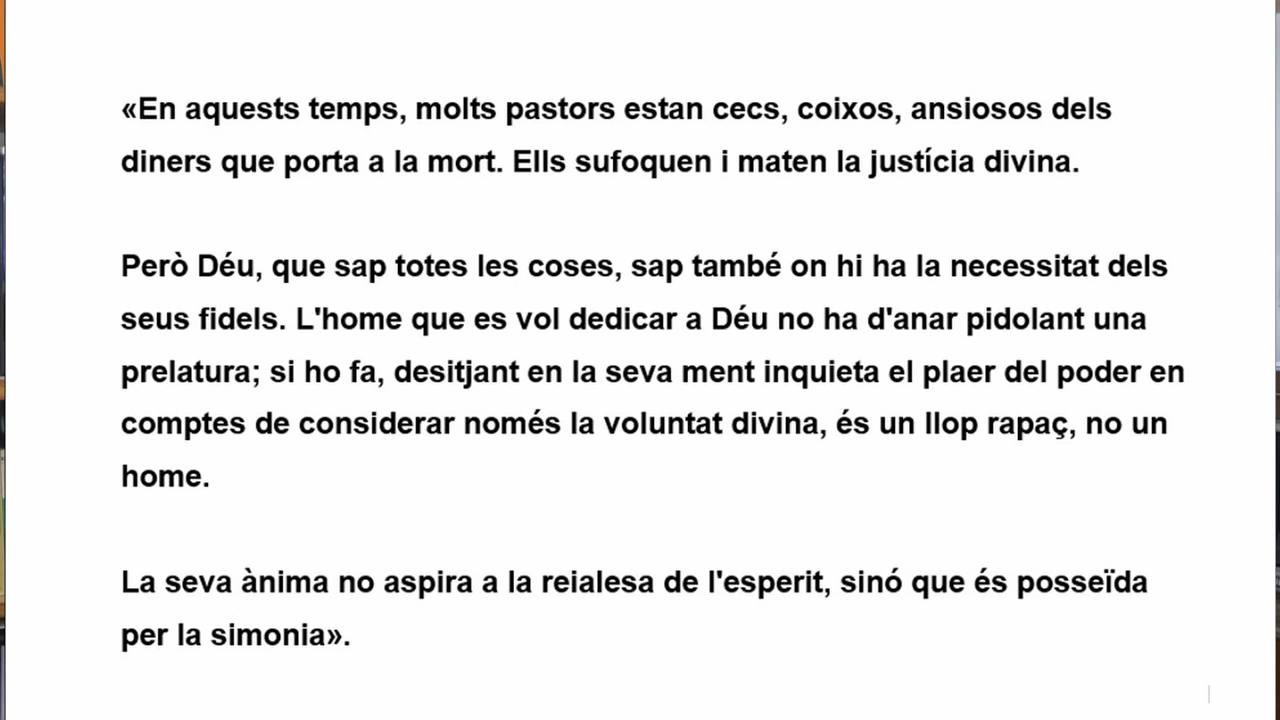 «En aquests temps, molts pastors estan cecs, coixos, ansiosos dels
diners que porta a la mort. Ells sufoquen i maten la justícia divina.
Però Déu, que sap totes les coses, sap també on hi ha la necessitat dels
seus fidels. L'home que es vol dedicar a Déu no ha d'anar pidolant una
prelatura; si ho fa, desitjant en la seva ment inquieta el plaer del poder en
comptes de considerar només la voluntat divina, és un llop rapaç, no un
home.
La seva ànima no aspira a la reialesa de l'esperit, sinó que és posseïda
per la simonia».